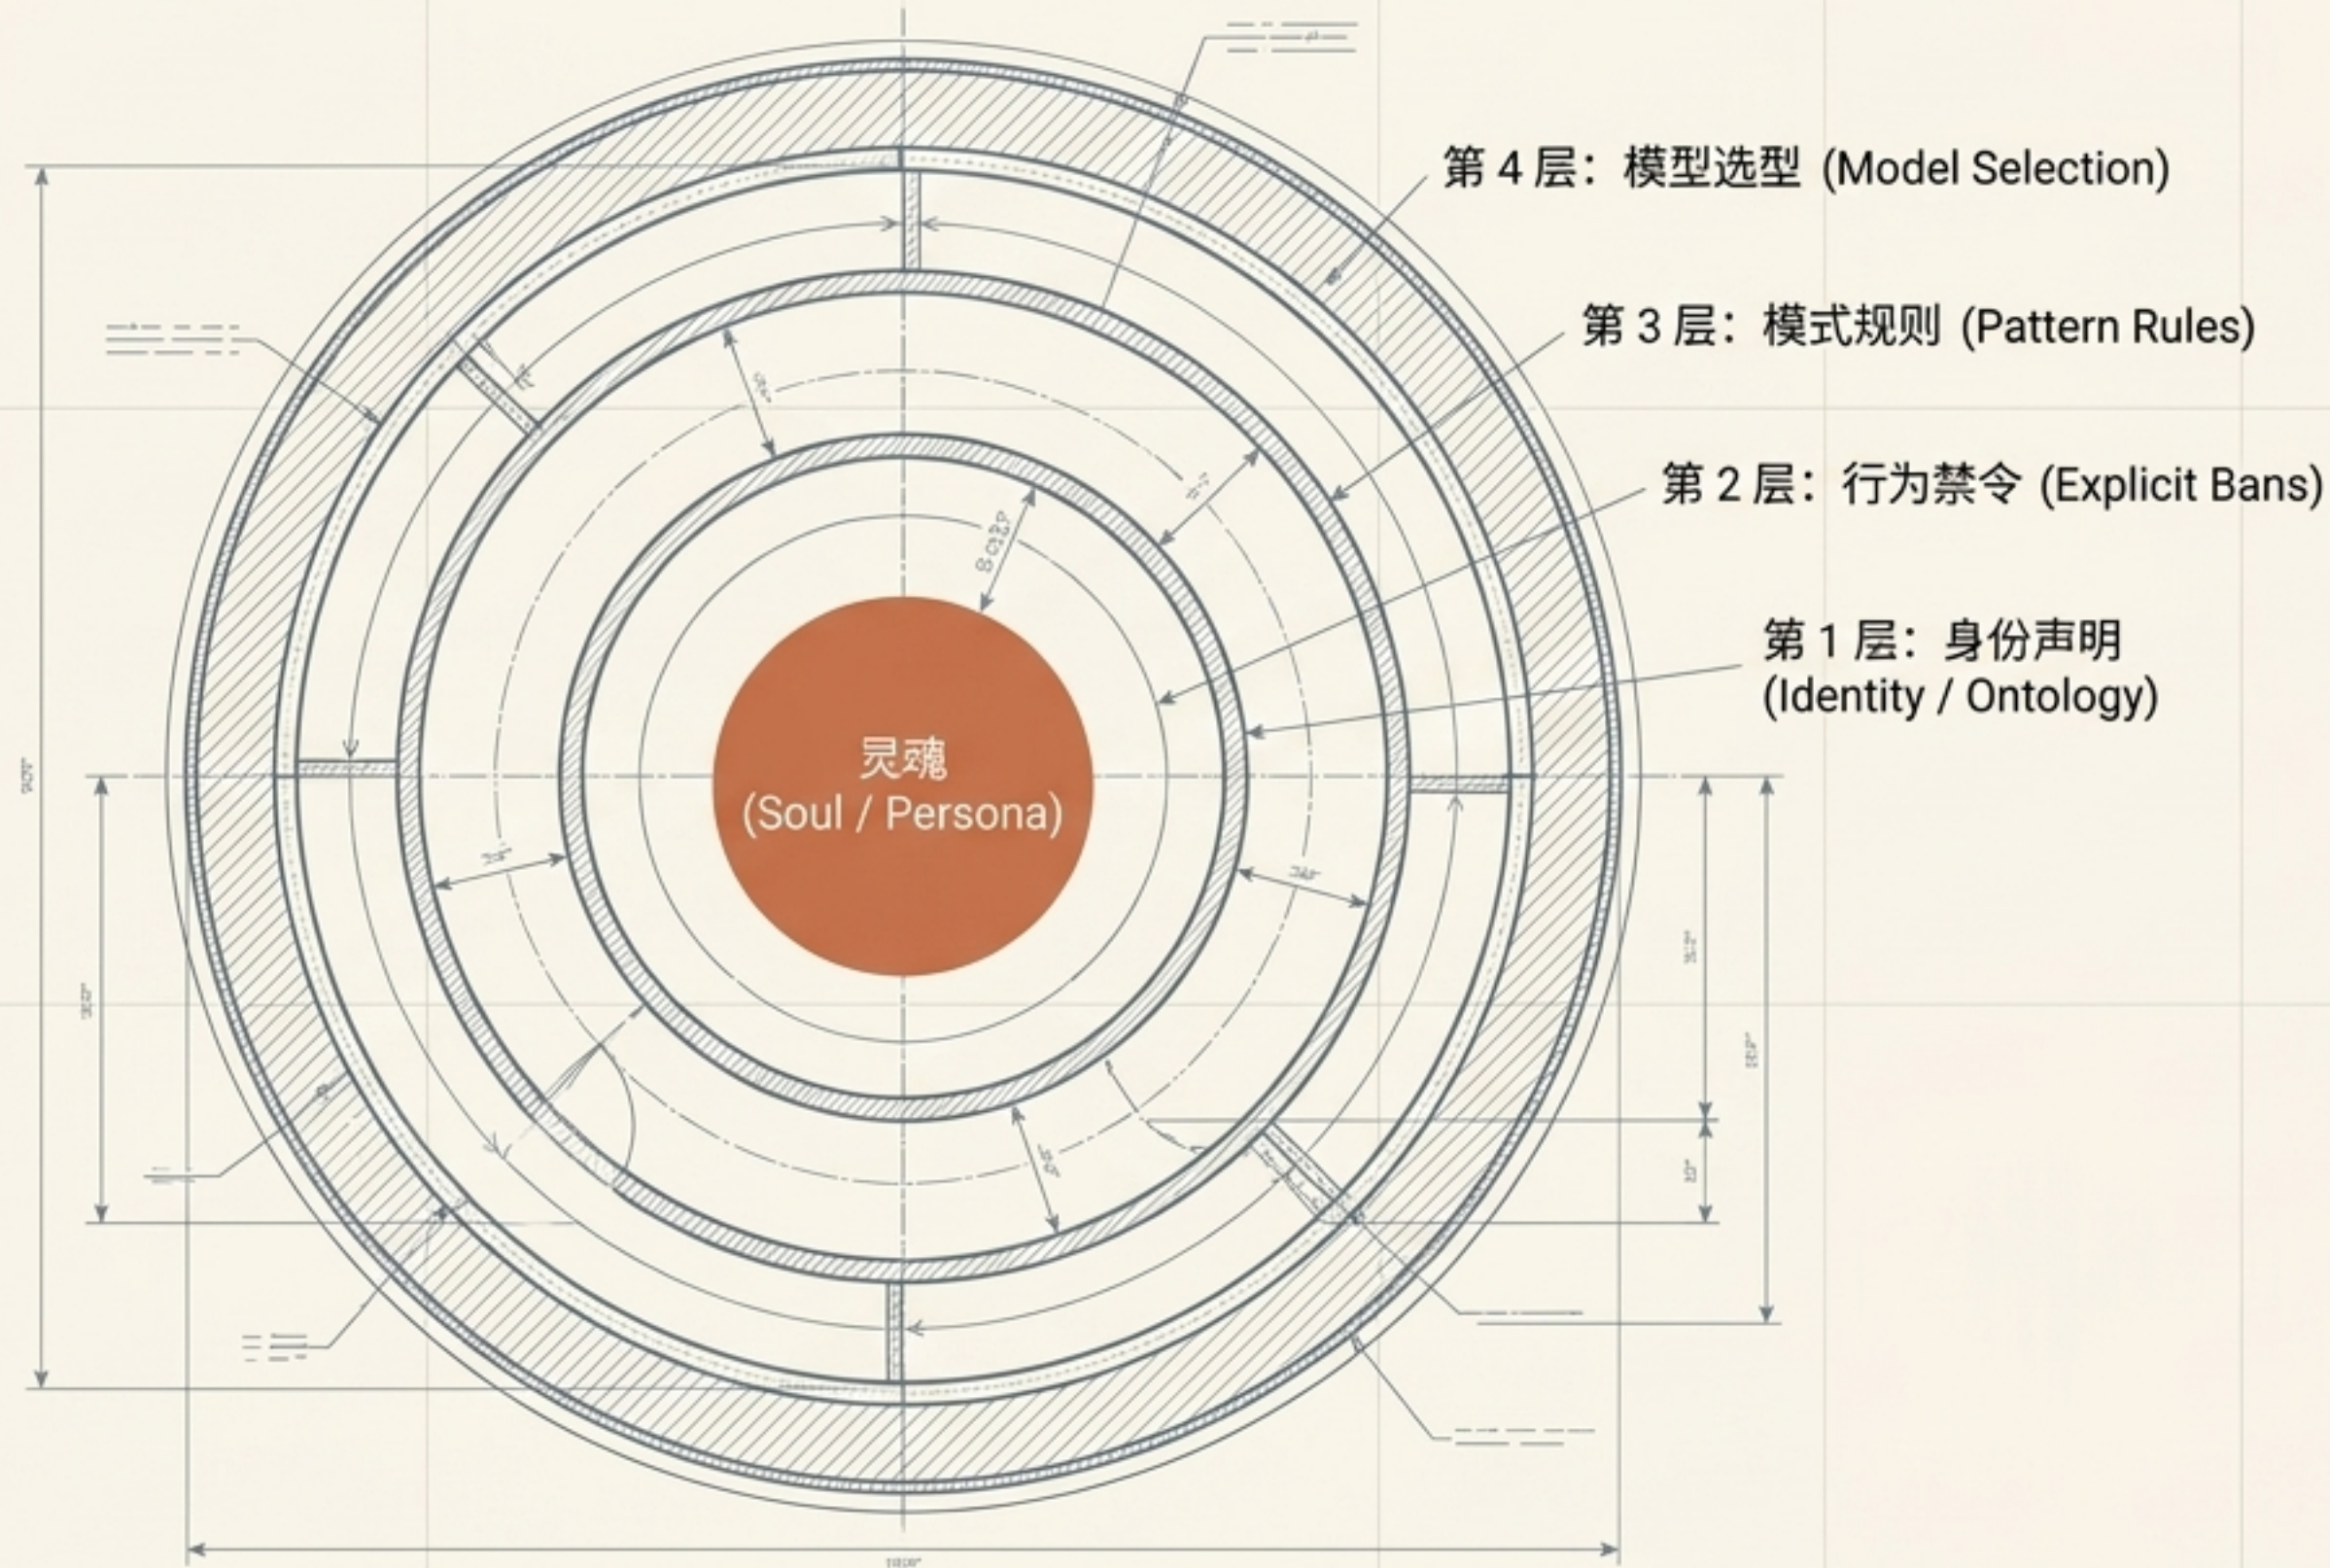 第 4 层：模型选型 (Model Selection)
第 3 层：模式规则 (Pattern Rules)
第 2 层：行为禁令 (Explicit Bans)
第 1 层：身份声明
(Identity / Ontology)
灵魂
(Soul / Persona)